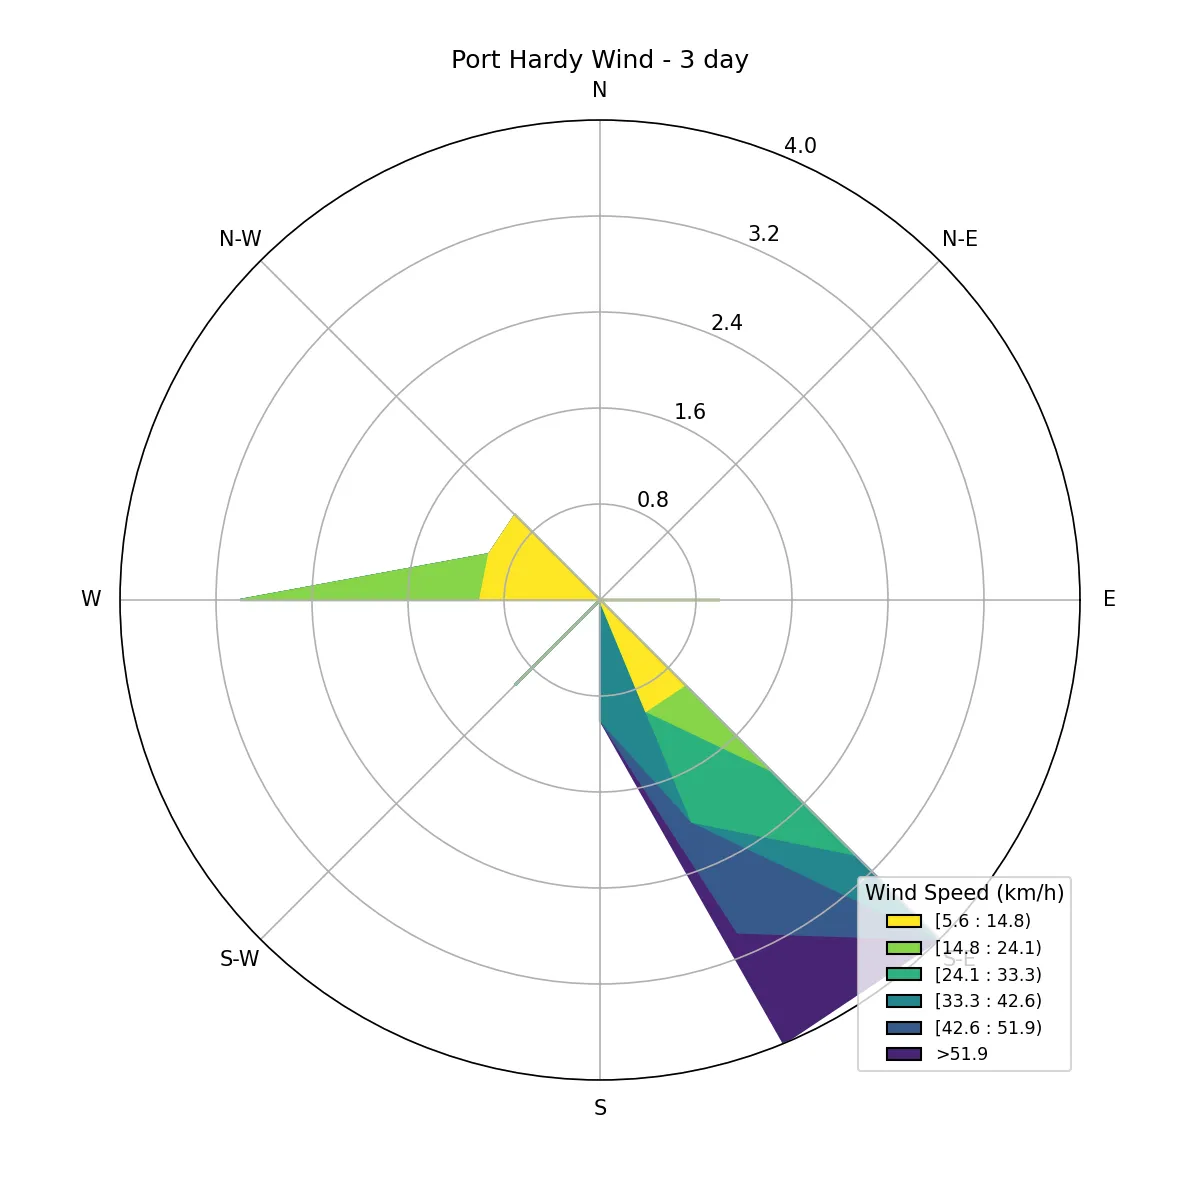 Port Hardy Wind - 3 day
N
4.0
N-W
N-E
3.2
2.4
1.6
0.8
W
E
Wind Speed (km/h)
[5.6 : 14.8)
[14.8 : 24.1)
[24.1 : 33.3)
[33.3 : 42.6)
[42.6 : 51.9)
>51.9
S-W
S-E
S